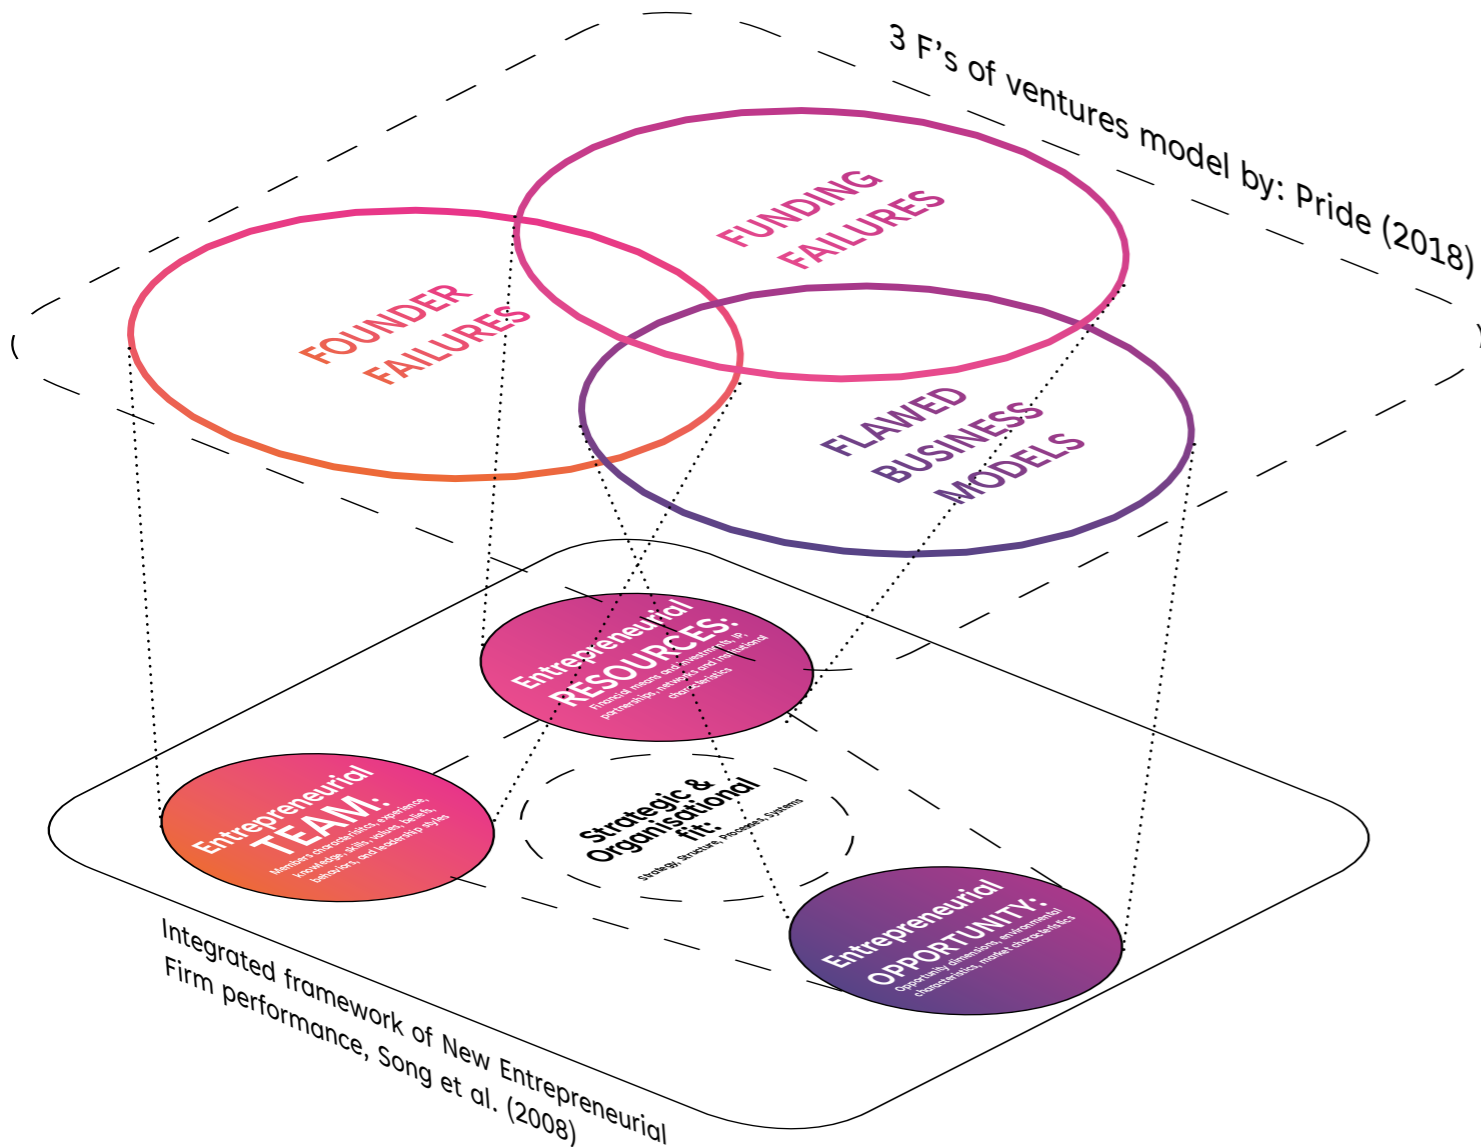 3 F's of ventures model by: Pride (2018)
FUNDING
FAILURES
FOUNDER
FAILURES
FLAWED
BUSINESS
MODELS
Entrepreneurial
RESOURCES:
Financial means and investments, IP,
partnerships, networks and institutional
characteristics
Entrepreneurial
TEAM:
Members characterisitics, experience,
knowledge, skills, values, beliefs,
behaviors, and leadership styles
Strategic &
Organisational
fit:
Strategy, Structure, Processes, Systems
Entrepreneurial
OPPORTUNITY:
Opportunity dimensions, environmental
characteristics, market characteristics
Integrated framework of New Entrepreneurial
Firm performance, Song et al. (2008)